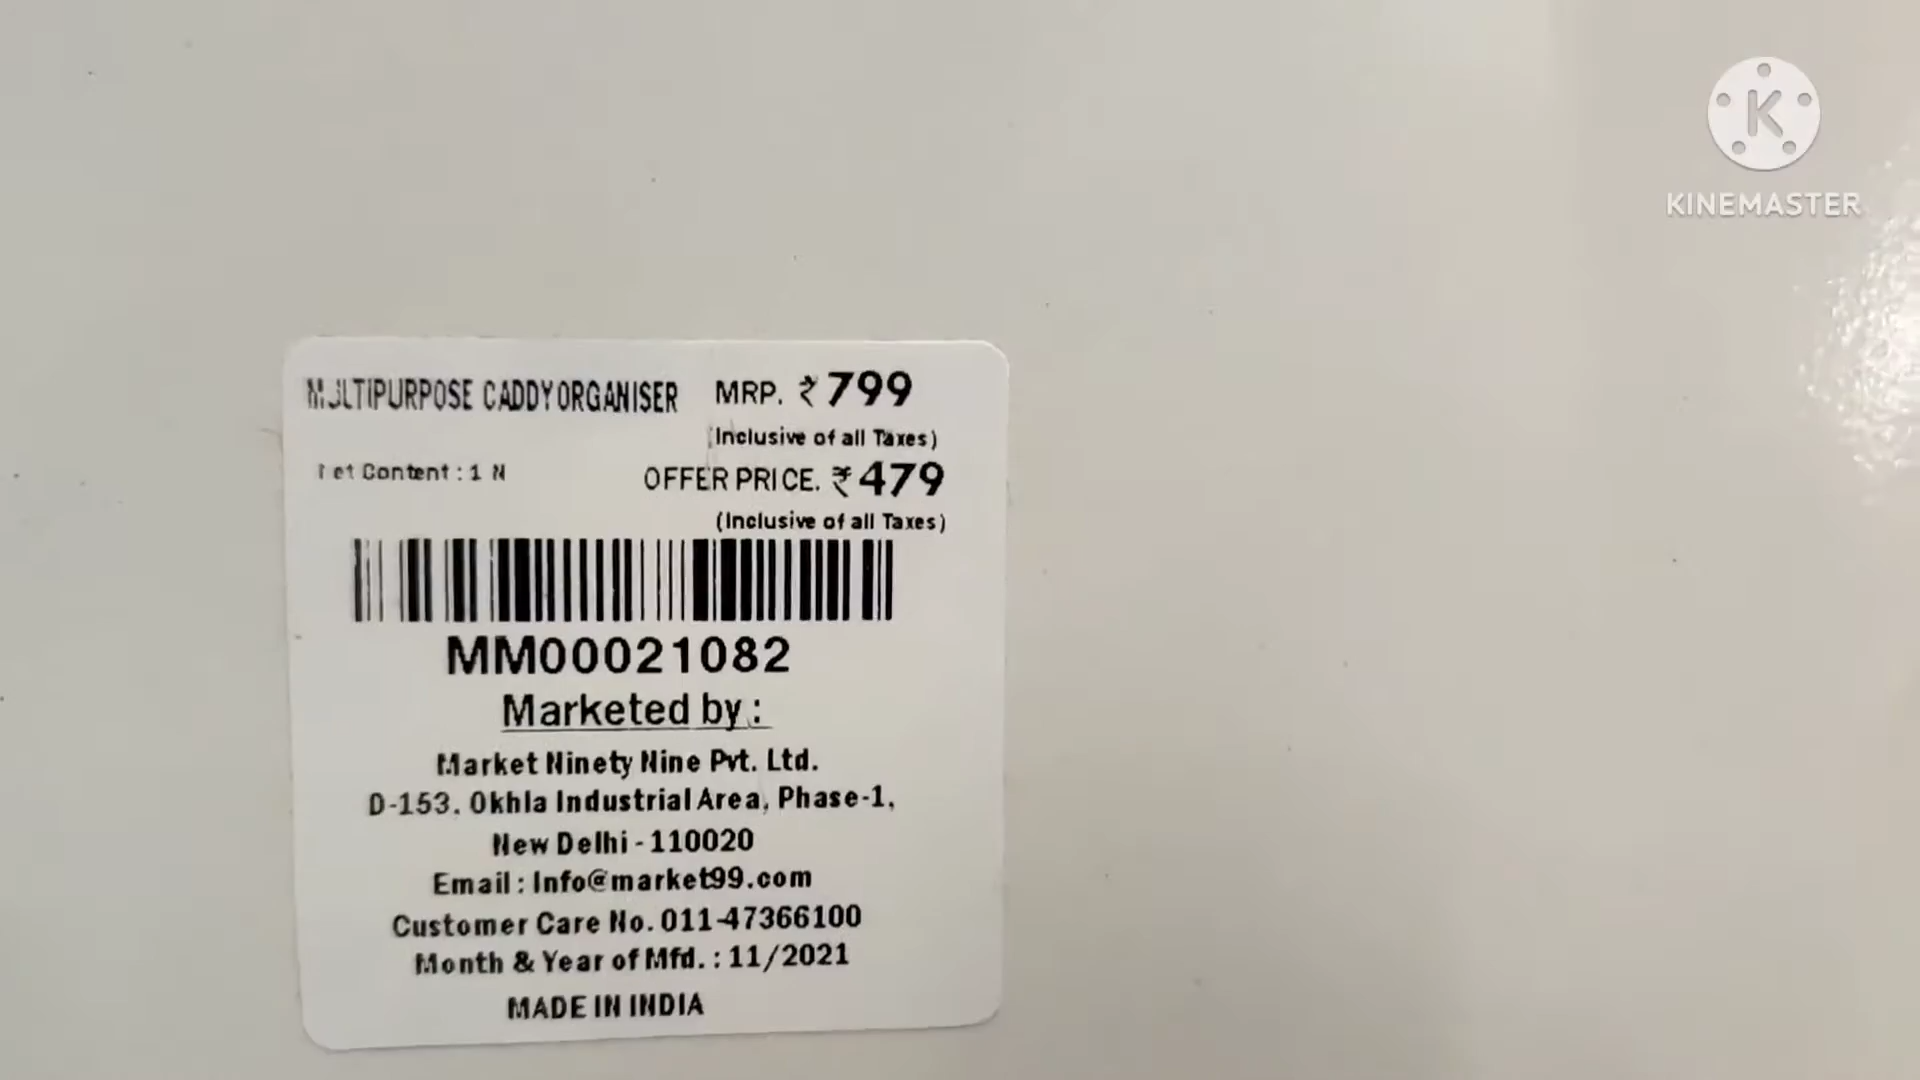 MULTIPURPOSE CADDY ORGANISER MRP. ₹ 799
(Inclusive of all Taxes)
Net Content : 1 N OFFER PRICE. ₹ 479
(Inclusive of all Taxes)
MM00021082
Marketed by :
Market Ninety Nine Pvt. Ltd.
D-153, Okhla Industrial Area, Phase-1,
New Delhi - 110020
Email : Info@market99.com
Customer Care No. 011-47366100
Month & Year of Mfd. : 11/2021
MADE IN INDIA
K
KINEMASTER